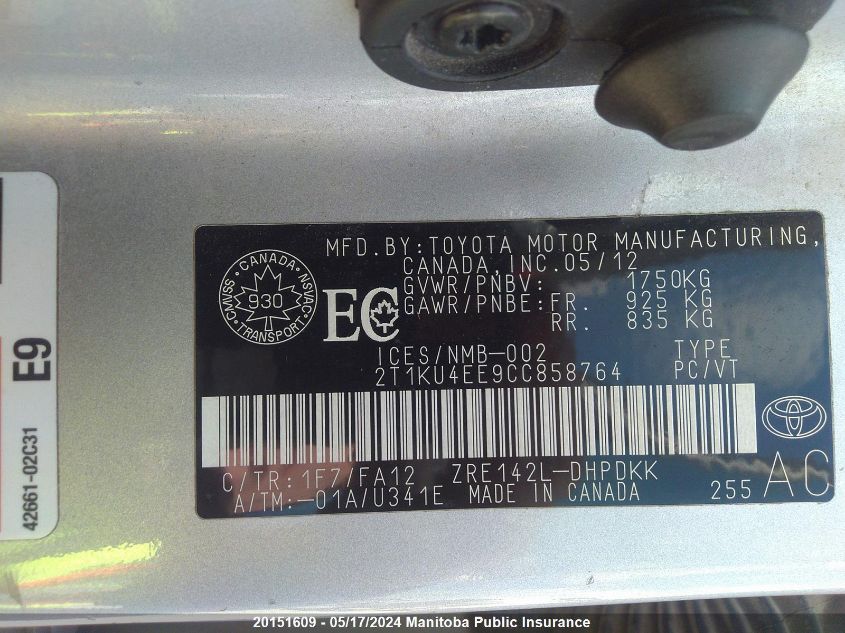 MFD.BY:TOYOTA MOTOR MANUFACTURING,
CANADA,INC.05/12
GVWR/PNBV: 1750KG
GAWR/PNBE:FR. 925 KG
RR. 835 KG
CANADA
CMVSS 930 NSVAC
TRANSPORT
EC
ICES/NMB-002 TYPE
2T1KU4EE9CC858764 PC/VT
C/TR:1F7/FA12 ZRE142L-DHPDKK
A/TM:-01A/U341E MADE IN CANADA 255 AC
E9
42661-02C31
20151609 - 05/17/2024 Manitoba Public Insurance